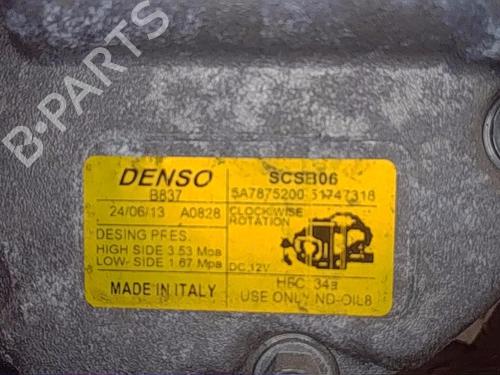 B-PARTS
DENSO
B837
24/06/13 A0828
DESING PRES.
HIGH SIDE 3.53 Mpa
LOW- SIDE 1.67 Mpa
MADE IN ITALY
SCSB06
5A7875200 51747318
CLOCKWISE
ROTATION
DC.12V
HFC 34a
USE ONLY ND-OIL8